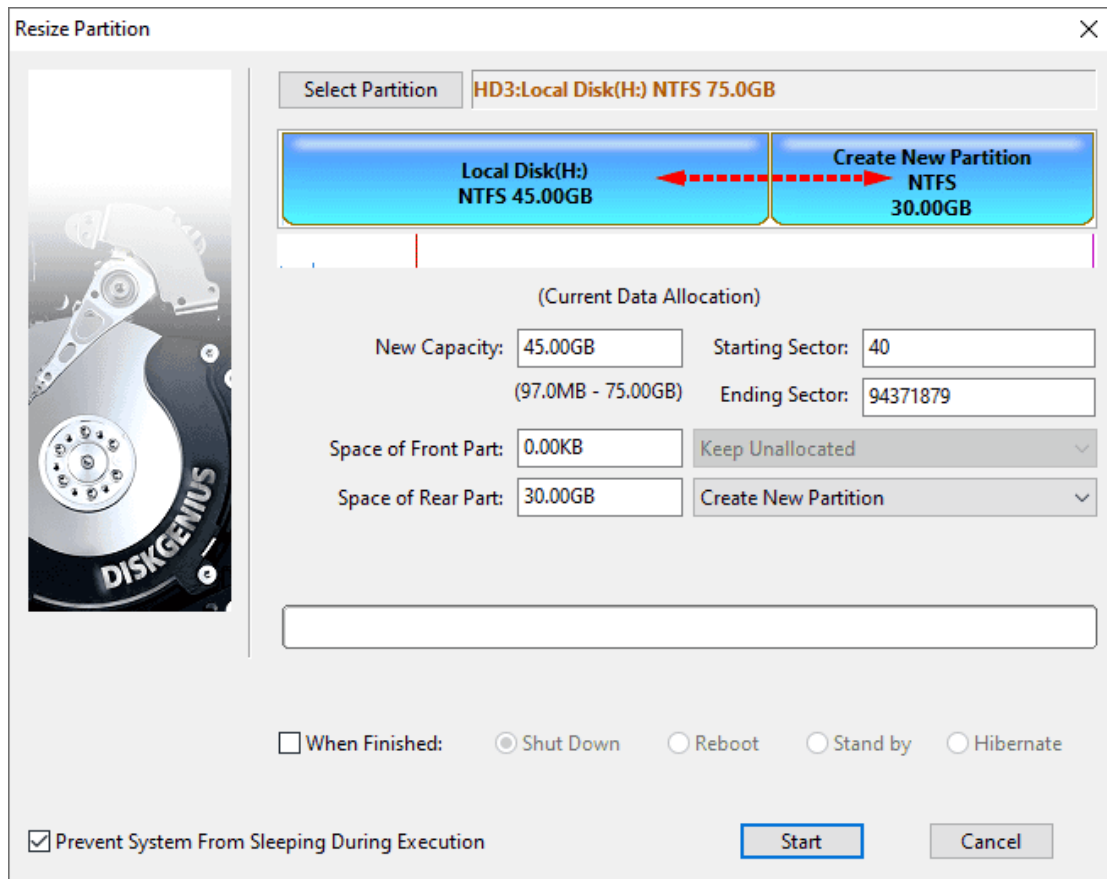 Resize Partition
Select Partition
HD3:Local Disk(H:) NTFS 75.0GB
Local Disk(H:)
NTFS 45.00GB
Create New Partition
NTFS
30.00GB
(Current Data Allocation)
New Capacity: 45.00GB Starting Sector: 40
(97.0MB - 75.00GB) Ending Sector: 94371879
Space of Front Part: 0.00KB Keep Unallocated
Space of Rear Part: 30.00GB Create New Partition
DISKGENIUS
When Finished: Shut Down Reboot Stand by Hibernate
Prevent System From Sleeping During Execution Start Cancel